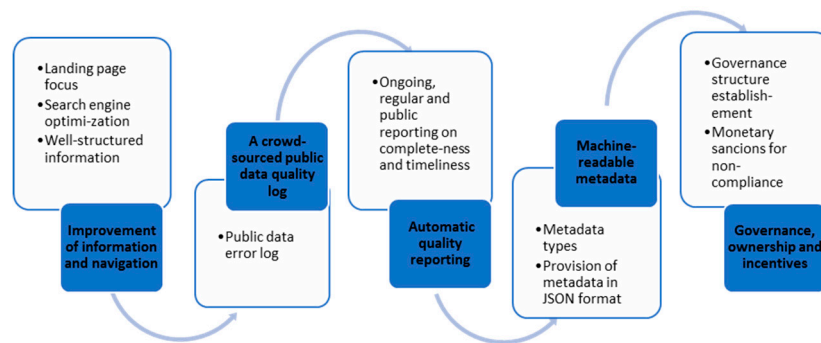 •Landing page
focus
•Search engine
optimi-zation
•Well-structured
information
Improvement
of information
and navigation
A crowd-
sourced public
data quality
log
•Public data
error log
•Ongoing,
regular and
public
reporting on
complete-ness
and timeliness
Automatic
quality
reporting
Machine-
readable
metadata
•Metadata
types
•Provision of
metadata in
JSON format
•Governance
structure
establish-
ement
•Monetary
sancions for
non-
compliance
Governance,
ownership and
incentives